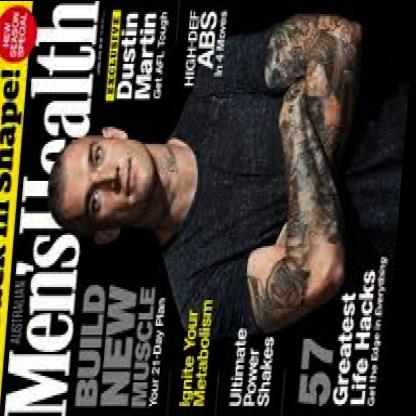 NEW
SEASON
SPECIAL
Back in Shape!
AUSTRALIAN
Men'sHealth
EXCLUSIVE
Dustin
Martin
Get AFL Tough
HIGH-DEF
ABS
In 4 Moves
BUILD
NEW
MUSCLE
Your 21-Day Plan
Ignite Your
Metabolism
Ultimate
Power
Shakes
57
Greatest
Life Hacks
Get the Edge in Everything